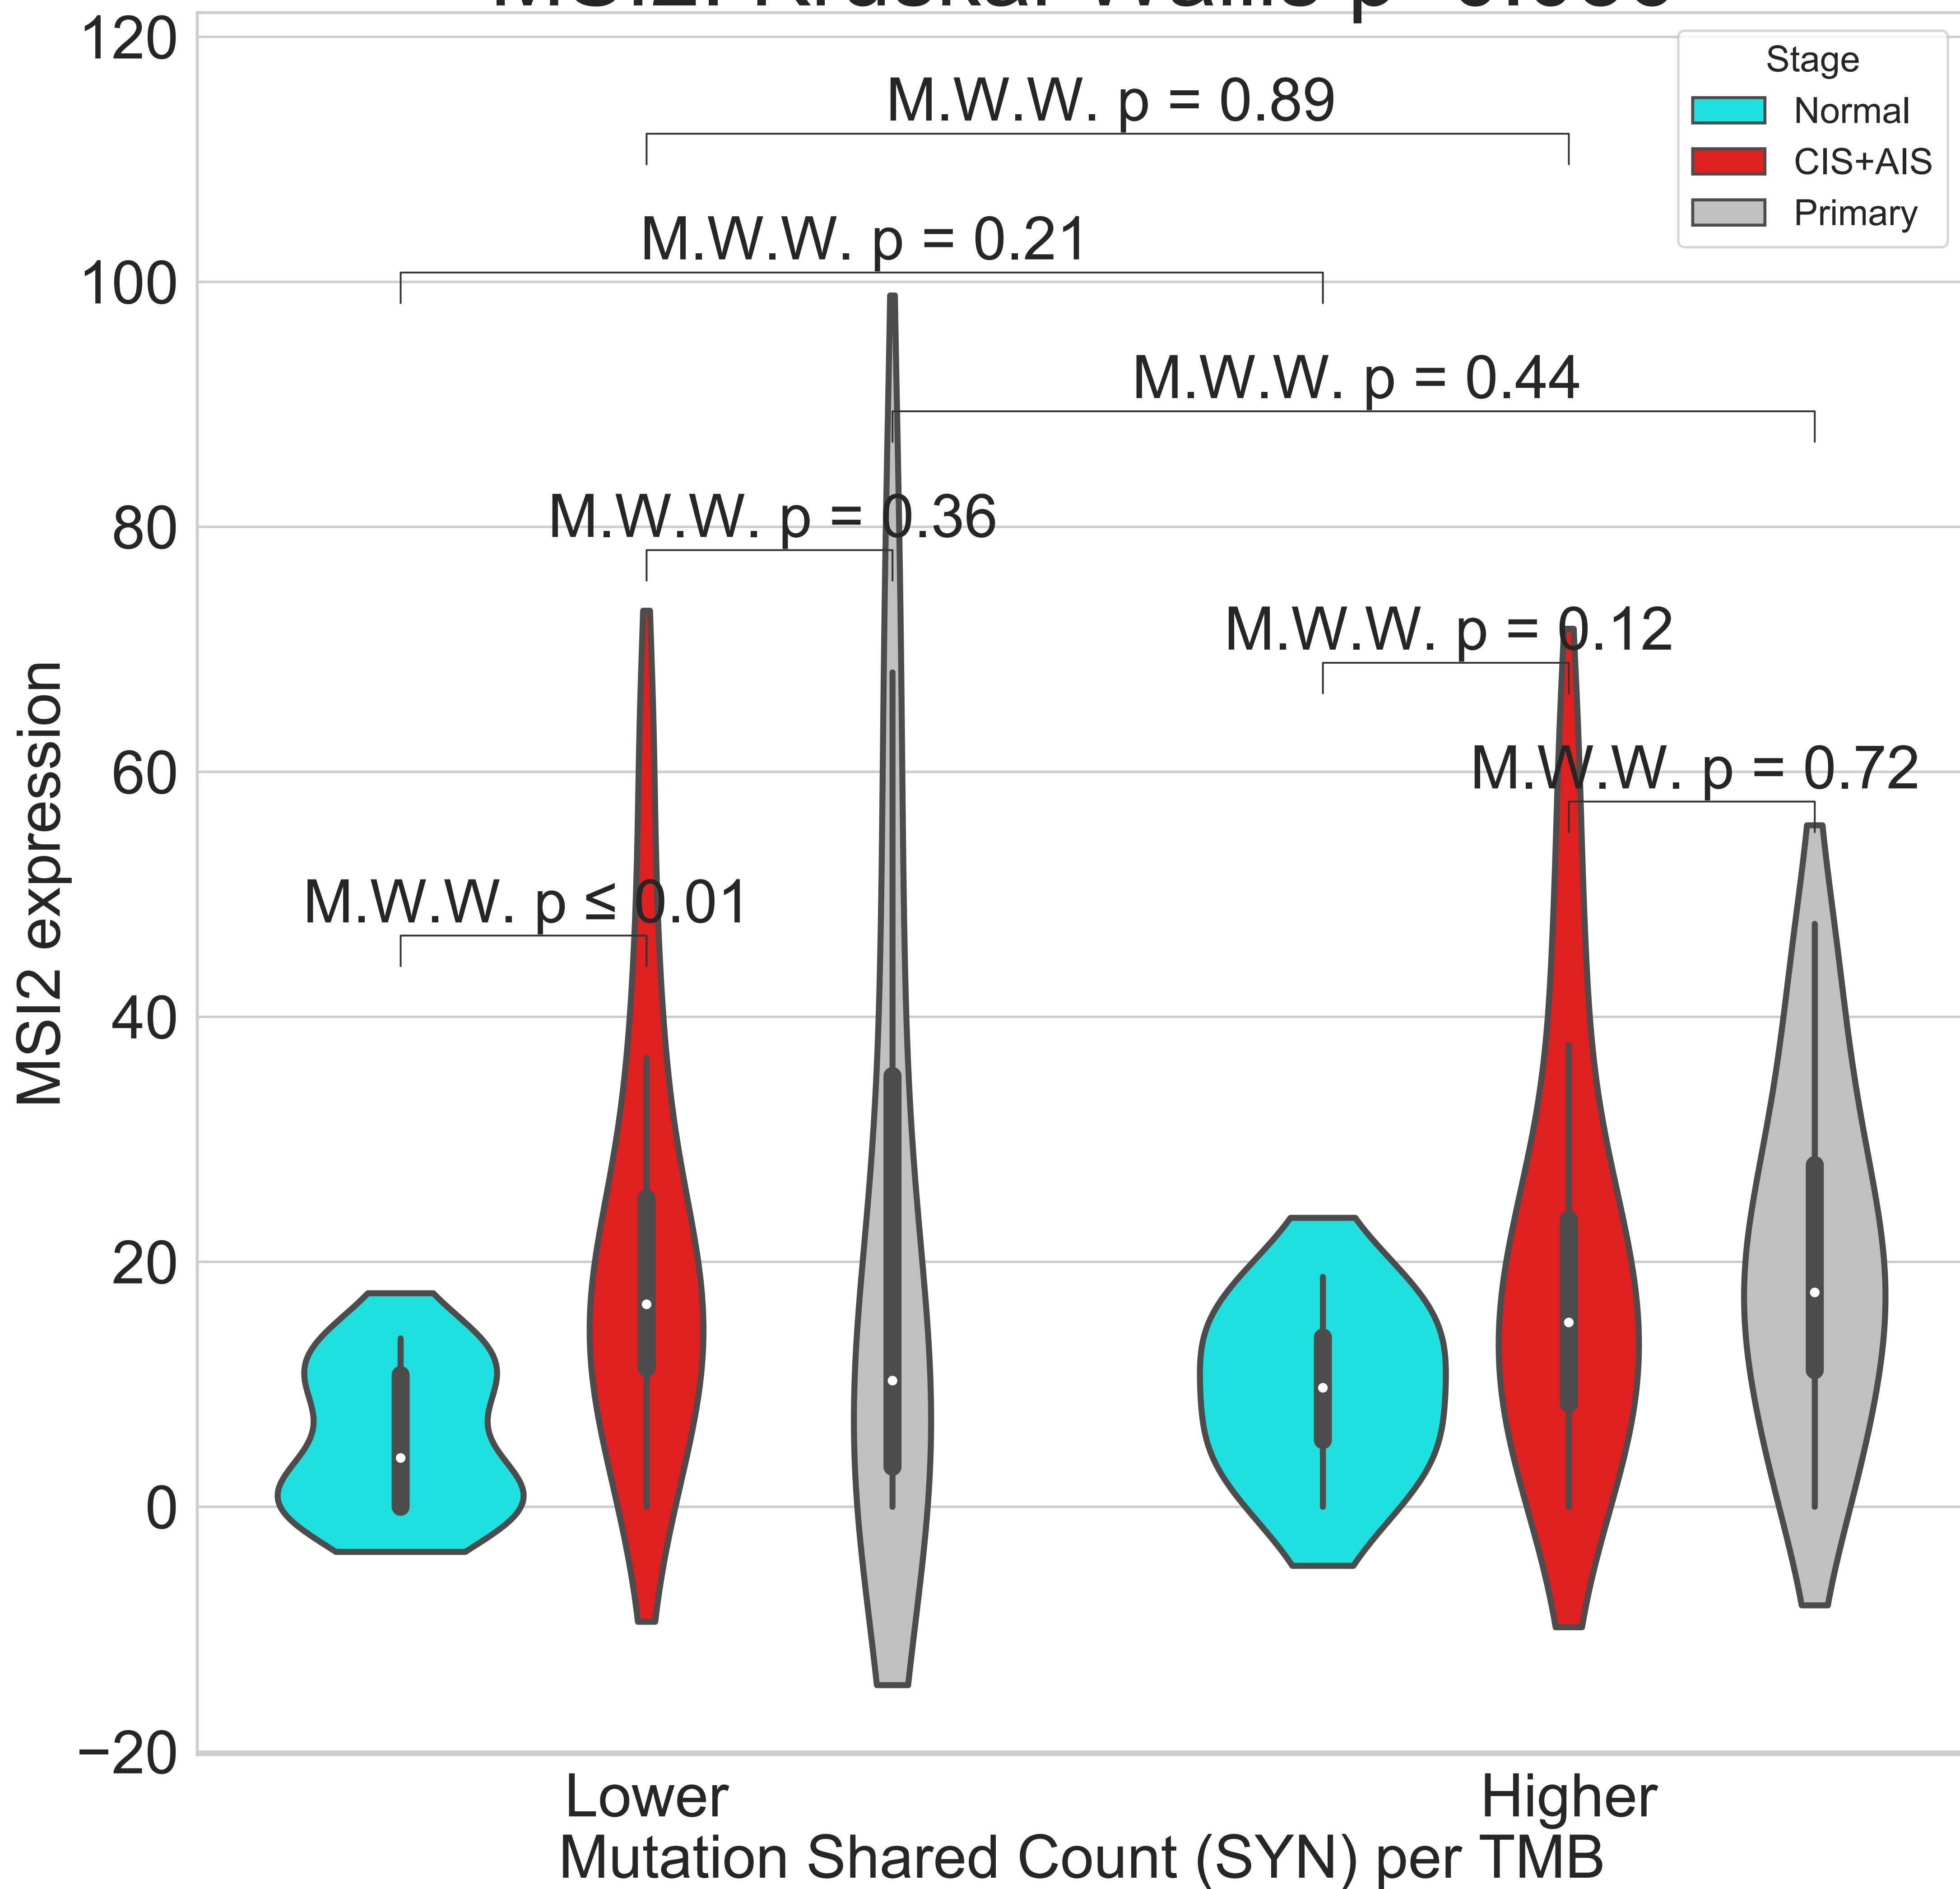 120
M.W.W. p = 0.89
Stage
Normal
CIS+AIS
Primary
M.W.W. p = 0.21
100
M.W.W. p = 0.44
80
M.W.W. p = 0.36
M.W.W. p = 0.12
60
M.W.W. p = 0.72
MSI2 expression
M.W.W. p ≤ 0.01
40
20
0
−20
Lower
Higher
Mutation Shared Count (SYN) per TMB